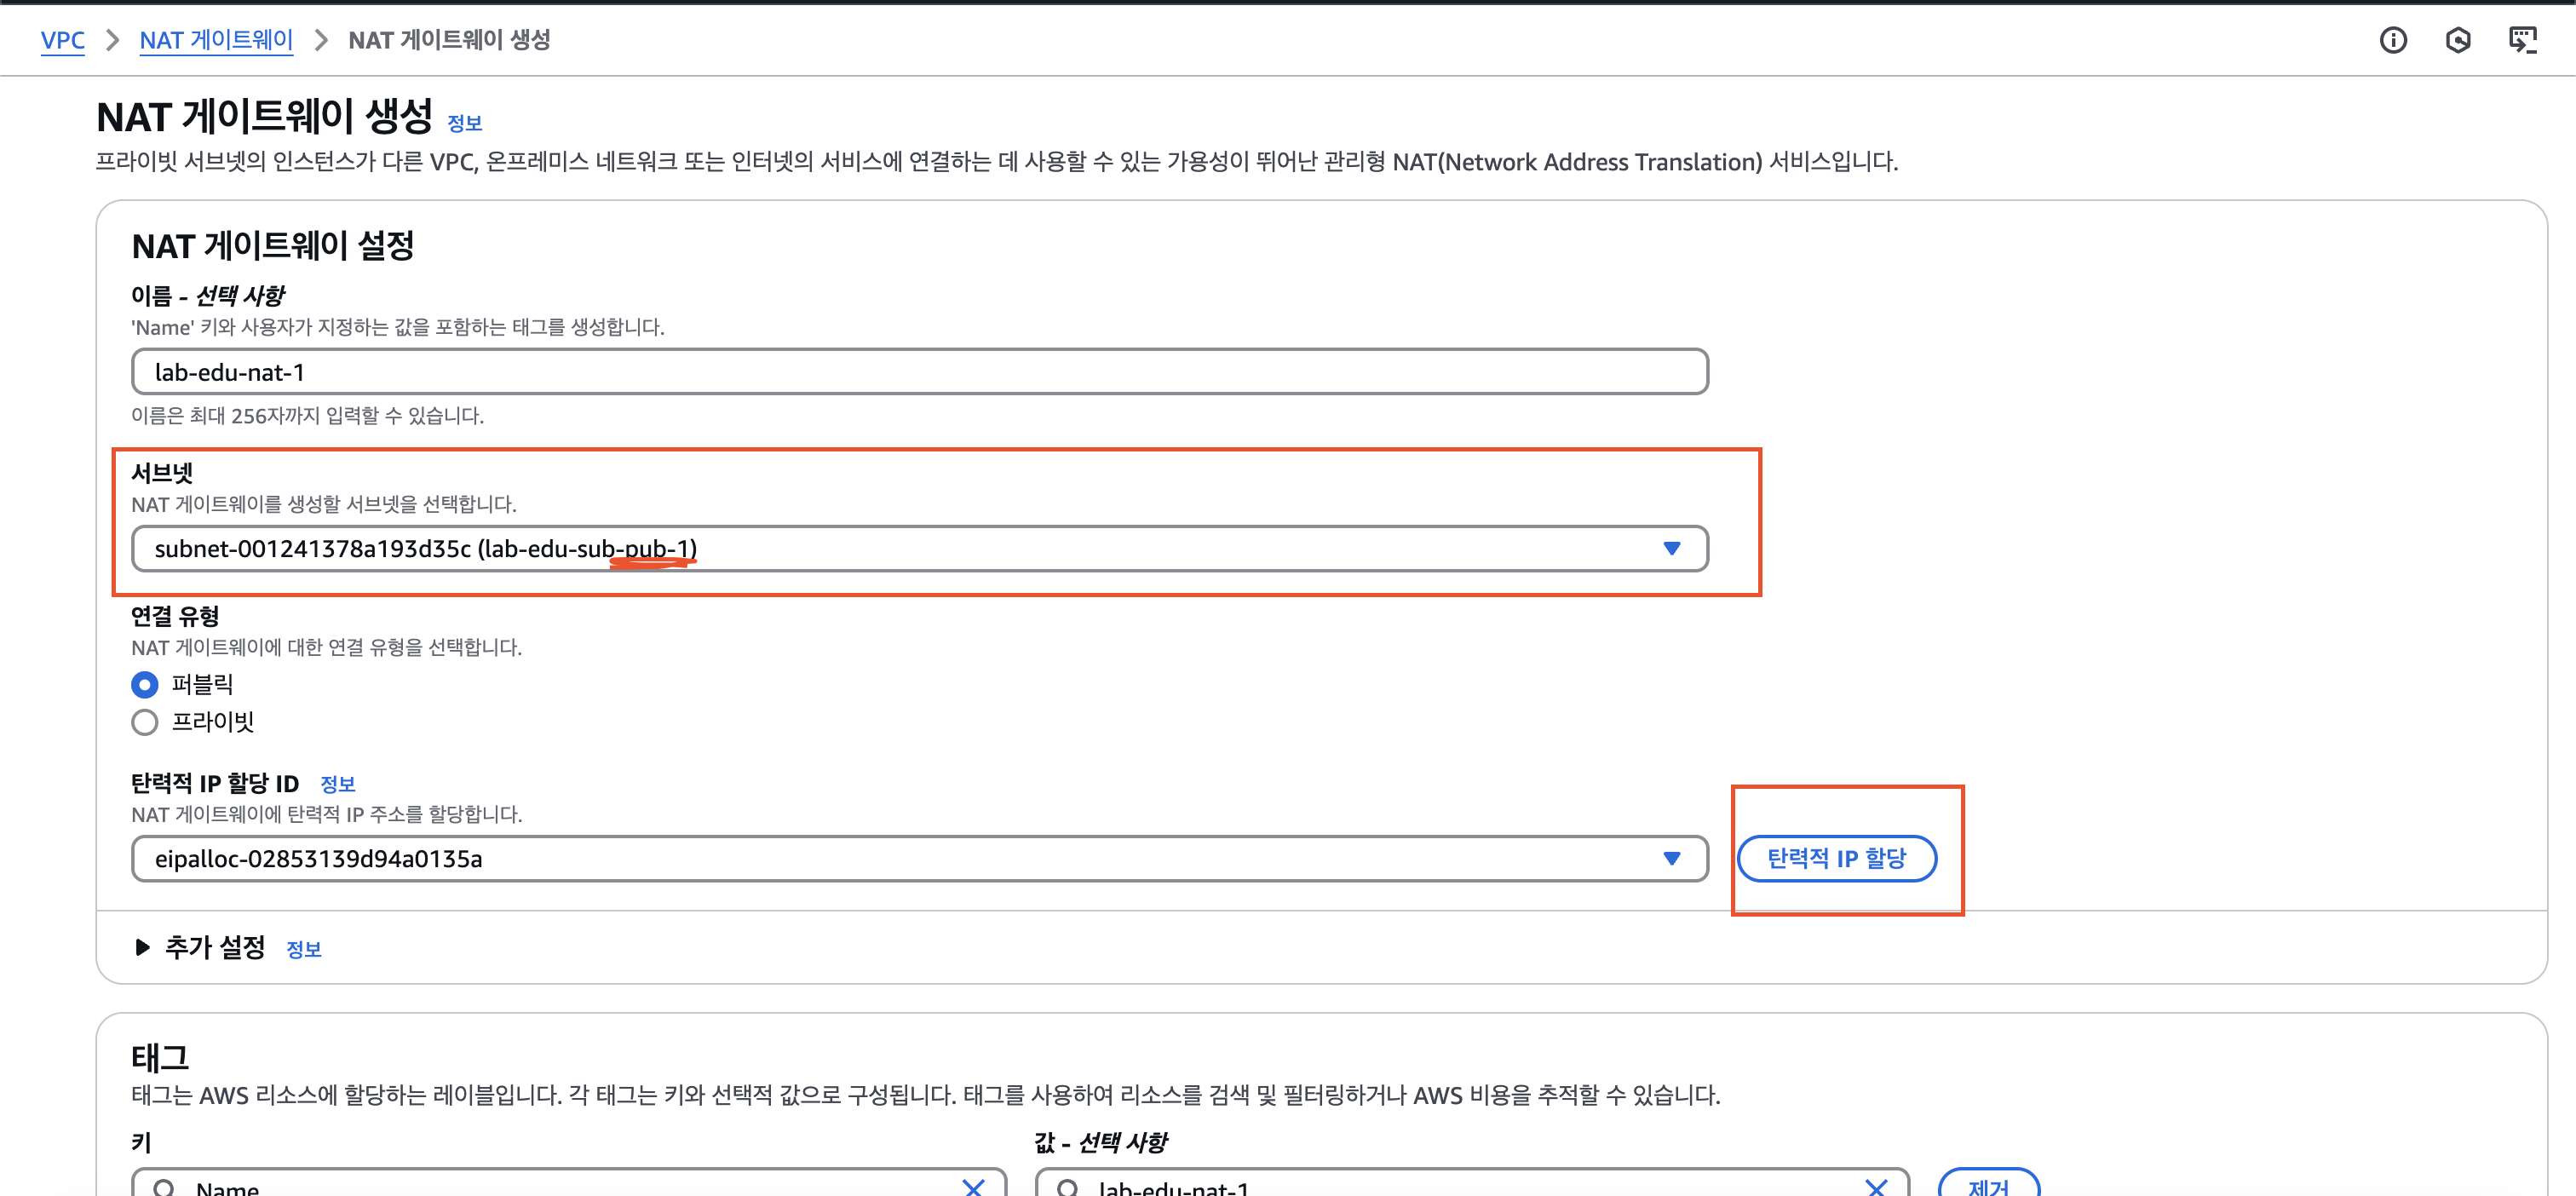 VPC > NAT 게이트웨이 > NAT 게이트웨이 생성
NAT 게이트웨이 생성 정보
프라이빗 서브넷의 인스턴스가 다른 VPC, 온프레미스 네트워크 또는 인터넷의 서비스에 연결하는 데 사용할 수 있는 가용성이 뛰어난 관리형 NAT(Network Address Translation) 서비스입니다.
NAT 게이트웨이 설정
이름 - 선택 사항
'Name' 키와 사용자가 지정하는 값을 포함하는 태그를 생성합니다.
lab-edu-nat-1
이름은 최대 256자까지 입력할 수 있습니다.
서브넷
NAT 게이트웨이를 생성할 서브넷을 선택합니다.
subnet-001241378a193d35c (lab-edu-sub-pub-1)
연결 유형
NAT 게이트웨이에 대한 연결 유형을 선택합니다.
퍼블릭
프라이빗
탄력적 IP 할당 ID 정보
NAT 게이트웨이에 탄력적 IP 주소를 할당합니다.
eipalloc-02853139d94a0135a 탄력적 IP 할당
추가 설정 정보
태그
태그는 AWS 리소스에 할당하는 레이블입니다. 각 태그는 키와 선택적 값으로 구성됩니다. 태그를 사용하여 리소스를 검색 및 필터링하거나 AWS 비용을 추적할 수 있습니다.
키 값 - 선택 사항
Name lab-edu-nat-1 제거